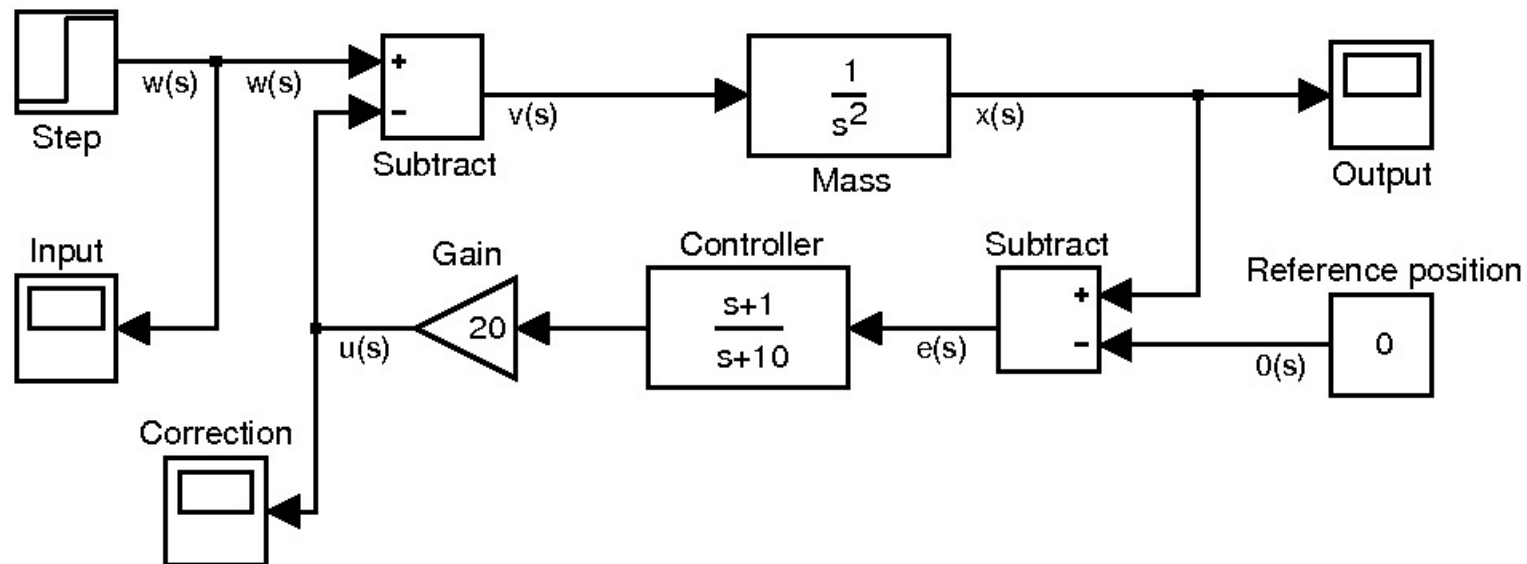 Step
w(s)
w(s)
+
-
Subtract
v(s)
1
s2
Mass
x(s)
Output
Input
Gain
20
u(s)
Controller
s+1
s+10
e(s)
Subtract
+
-
Reference position
0
0(s)
Correction